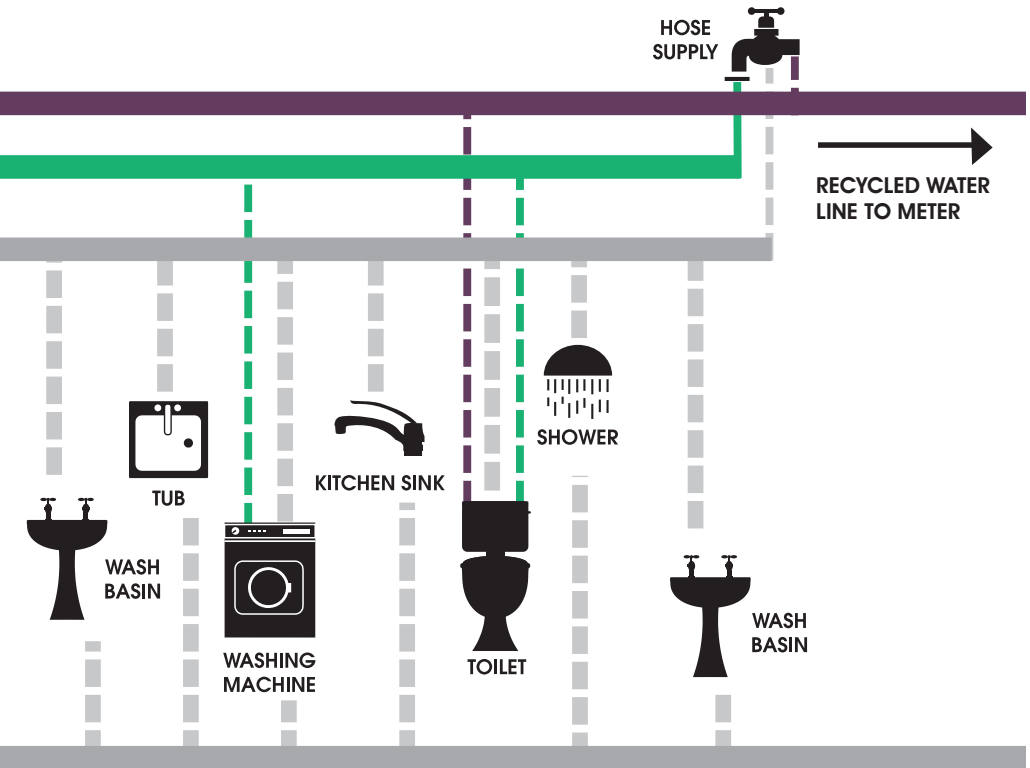 HOSE
SUPPLY
RECYCLED WATER
LINE TO METER
SHOWER
KITCHEN SINK
TUB
WASH
BASIN
WASH
BASIN
WASHING
MACHINE
TOILET